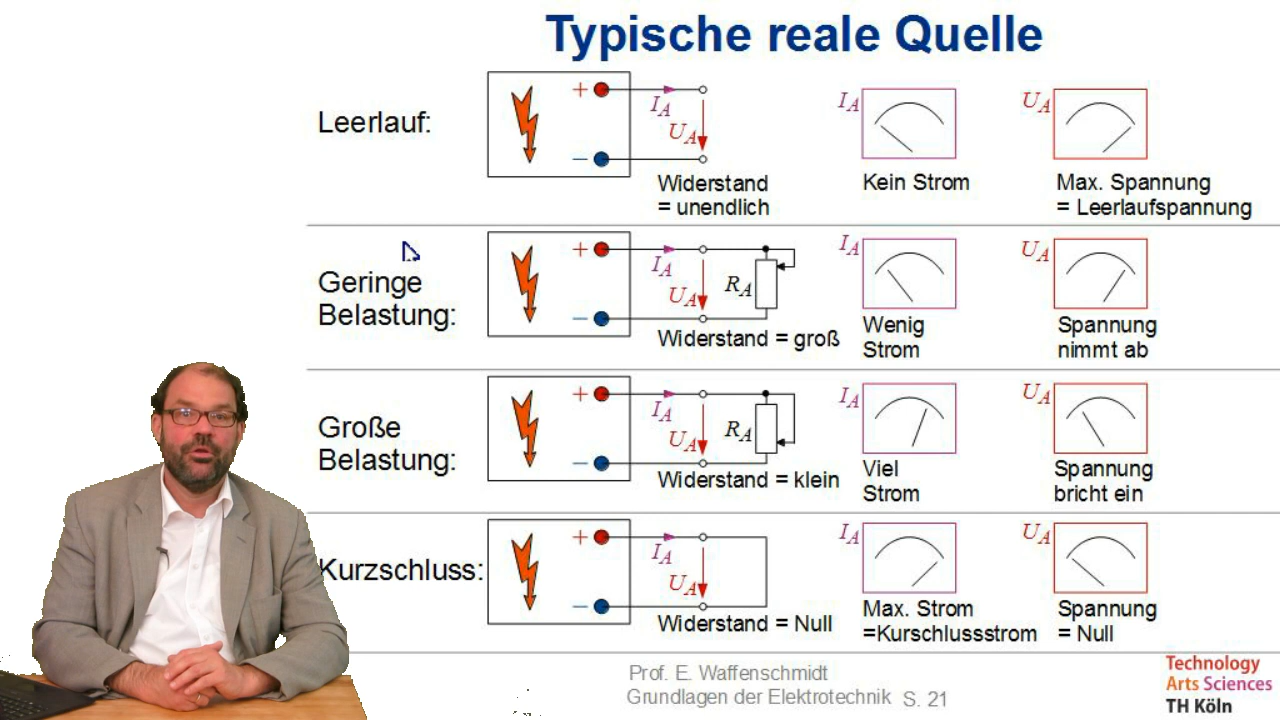 Typische reale Quelle
Leerlauf:
+
I_A
U_A
−
Widerstand
= unendlich
I_A
Kein Strom
U_A
Max. Spannung
= Leerlaufspannung
Geringe
Belastung:
+
I_A
U_A
R_A
−
Widerstand = groß
I_A
Wenig
Strom
U_A
Spannung
nimmt ab
Große
Belastung:
+
I_A
U_A
R_A
−
Widerstand = klein
I_A
Viel
Strom
U_A
Spannung
bricht ein
Kurzschluss:
+
I_A
U_A
−
Widerstand = Null
I_A
Max. Strom
=Kurschlussstrom
U_A
Spannung
= Null
Prof. E. Waffenschmidt
Grundlagen der Elektrotechnik S. 21
Technology
Arts Sciences
TH Köln